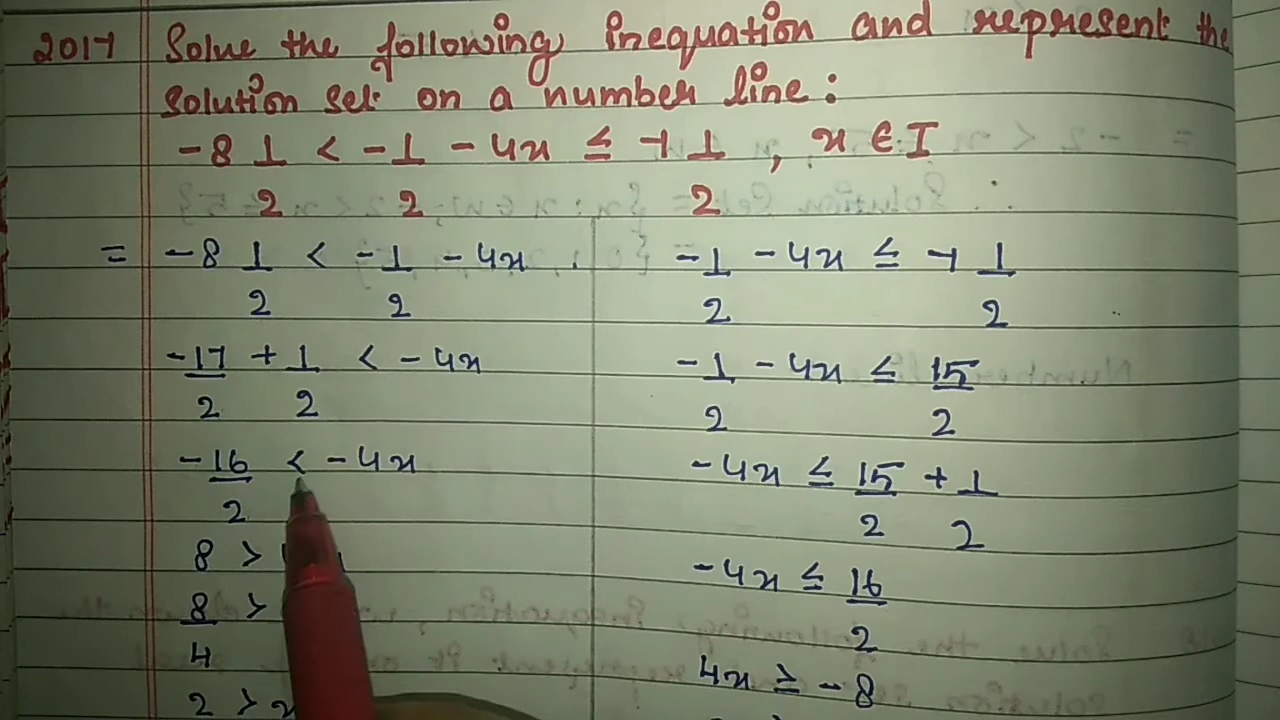 2017 Solve the following inequation and represent the
solution set on a number line :
-8 1/2 < -1/2 - 4x ≤ 7 1/2 , x ∈ I
= -8 1/2 < -1/2 - 4x
-17/2 + 1/2 < -4x
-16/2 < -4x
8 >
8/4 >
2 > x
-1/2 - 4x ≤ 7 1/2
-1/2 - 4x ≤ 15/2
-4x ≤ 15/2 + 1/2
-4x ≤ 16/2
4x ≥ -8